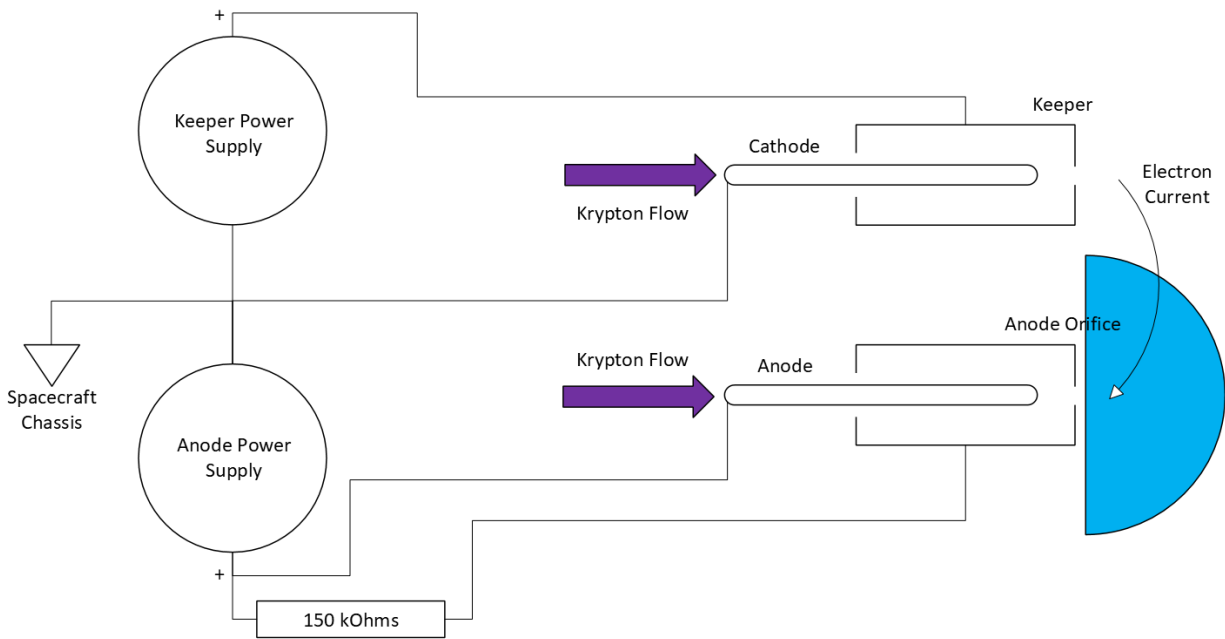 +
Keeper Power
Supply
Keeper
Cathode
Electron
Current
Krypton Flow
Anode Orifice
Krypton Flow
Anode
Spacecraft
Chassis
Anode Power
Supply
+
150 kOhms